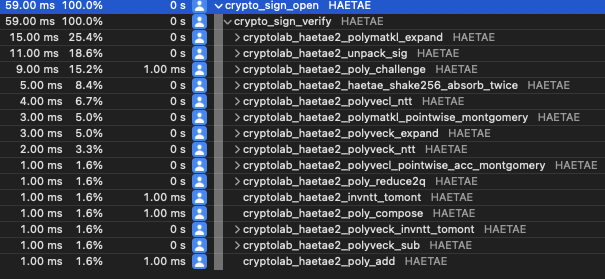 59.00 ms 100.0% 0 s crypto_sign_open HAETAE
59.00 ms 100.0% 0 s crypto_sign_verify HAETAE
15.00 ms 25.4% 0 s cryptolab_haetae2_polymatkl_expand HAETAE
11.00 ms 18.6% 0 s cryptolab_haetae2_unpack_sig HAETAE
9.00 ms 15.2% 1.00 ms cryptolab_haetae2_poly_challenge HAETAE
5.00 ms 8.4% 0 s cryptolab_haetae2_haetae_shake256_absorb_twice HAETAE
4.00 ms 6.7% 0 s cryptolab_haetae2_polyvecl_ntt HAETAE
3.00 ms 5.0% 0 s cryptolab_haetae2_polymatkl_pointwise_montgomery HAETAE
3.00 ms 5.0% 0 s cryptolab_haetae2_polyveck_expand HAETAE
2.00 ms 3.3% 0 s cryptolab_haetae2_polyveck_ntt HAETAE
1.00 ms 1.6% 0 s cryptolab_haetae2_polyvecl_pointwise_acc_montgomery HAETAE
1.00 ms 1.6% 0 s cryptolab_haetae2_poly_reduce2q HAETAE
1.00 ms 1.6% 1.00 ms cryptolab_haetae2_invntt_tomont HAETAE
1.00 ms 1.6% 1.00 ms cryptolab_haetae2_poly_compose HAETAE
1.00 ms 1.6% 0 s cryptolab_haetae2_polyveck_invntt_tomont HAETAE
1.00 ms 1.6% 0 s cryptolab_haetae2_polyveck_sub HAETAE
1.00 ms 1.6% 1.00 ms cryptolab_haetae2_poly_add HAETAE